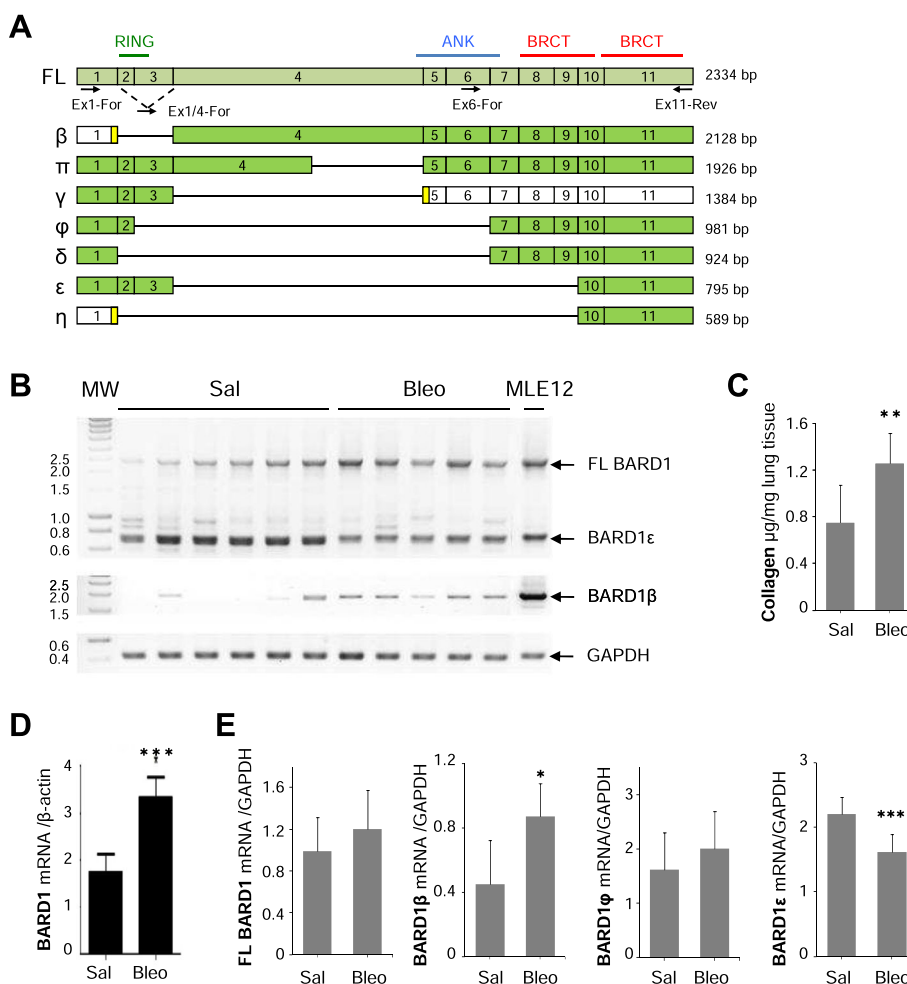 A
RING ANK BRCT BRCT
FL 1 2 3 4 5 6 7 8 9 10 11 2334 bp
Ex1-For Ex1/4-For Ex6-For Ex11-Rev
β 1 4 5 6 7 8 9 10 11 2128 bp
π 1 2 3 4 5 6 7 8 9 10 11 1926 bp
γ 1 2 3 5 6 7 8 9 10 11 1384 bp
φ 1 2 7 8 9 10 11 981 bp
δ 1 7 8 9 10 11 924 bp
ε 1 2 3 10 11 795 bp
η 1 10 11 589 bp
B
MW Sal Bleo MLE12
2.5
2.0
1.5
1.0
0.8
0.6
FL BARD1
BARD1ε
2.5
2.0
1.5
BARD1β
0.6
0.4
GAPDH
C
Collagen µg/mg lung tissue
1.6
1.2
0.8
0.4
**
Sal Bleo
D
BARD1 mRNA /β-actin
4
3
2
1
0
***
Sal Bleo
E
FL BARD1 mRNA /GAPDH
1.6
1.2
0.8
0.4
0
Sal Bleo
BARD1β mRNA /GAPDH
1.2
0.8
0.4
0
*
Sal Bleo
BARD1φ mRNA/GAPDH
3
2
1
0
Sal Bleo
BARD1ε mRNA/GAPDH
3
2
1
0
***
Sal Bleo